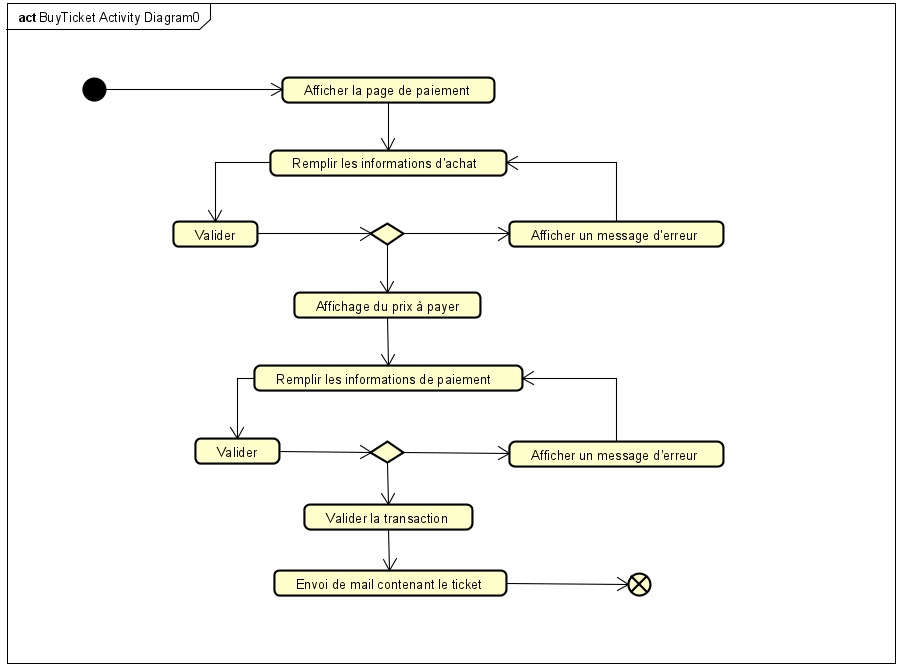 act BuyTicket Activity Diagram0
Afficher la page de paiement
Remplir les informations d'achat
Valider
Afficher un message d'erreur
Affichage du prix à payer
Remplir les informations de paiement
Valider
Afficher un message d'erreur
Valider la transaction
Envoi de mail contenant le ticket